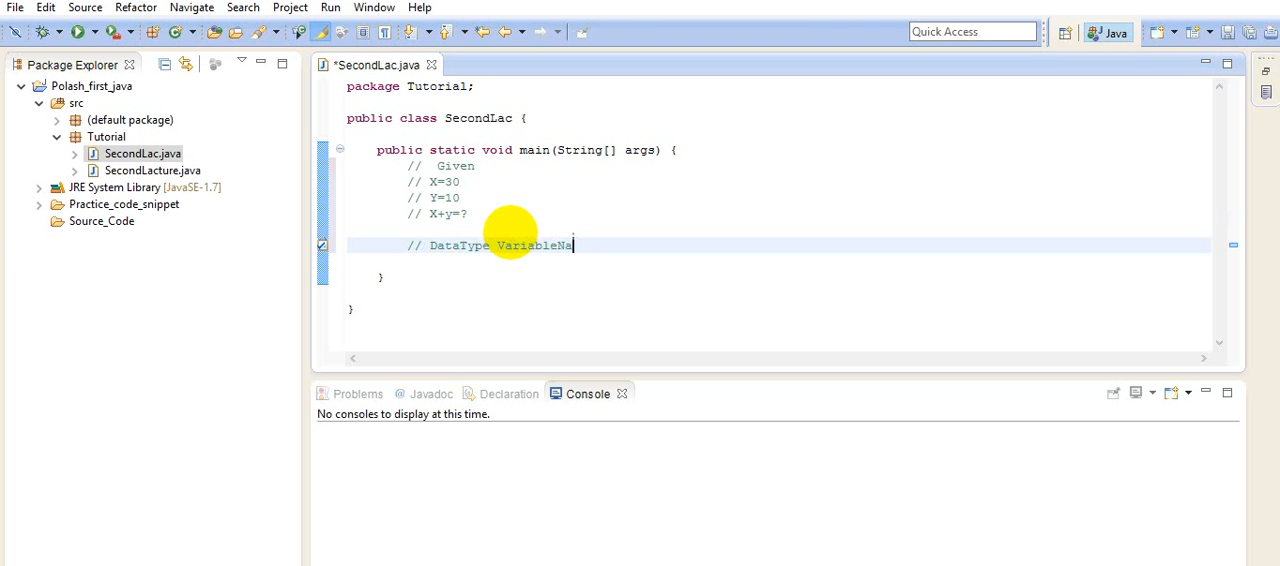 File Edit Source Refactor Navigate Search Project Run Window Help
Quick Access
Java
Package Explorer
*SecondLac.java
Polash_first_java
src
(default package)
Tutorial
SecondLac.java
SecondLacture.java
JRE System Library [JavaSE-1.7]
Practice_code_snippet
Source_Code
package Tutorial;
public class SecondLac {
public static void main(String[] args) {
//  Given
// X=30
// Y=10
// X+y=?
// DataType VariableNa
}
}
Problems @ Javadoc Declaration Console
No consoles to display at this time.